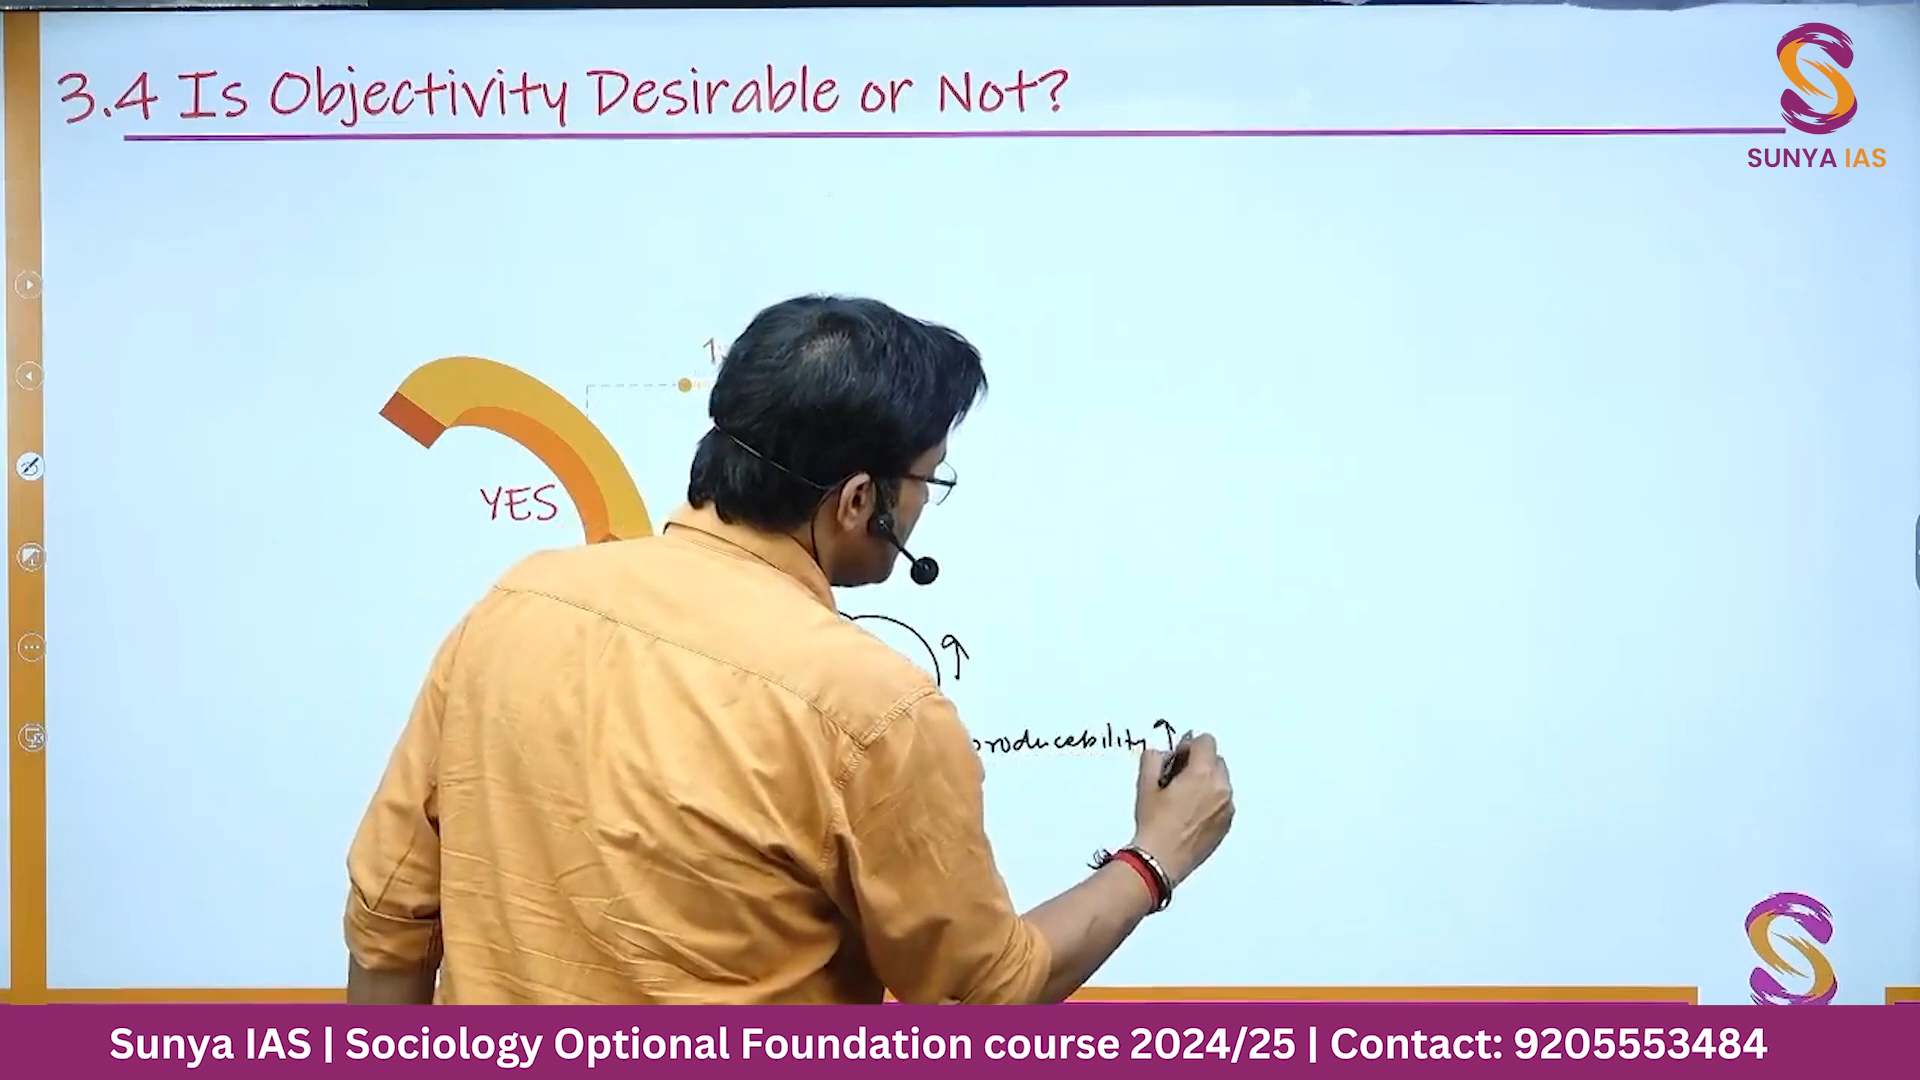 3.4 Is Objectivity Desirable or Not?
SUNYA IAS
YES
producebility
Sunya IAS | Sociology Optional Foundation course 2024/25 | Contact: 9205553484